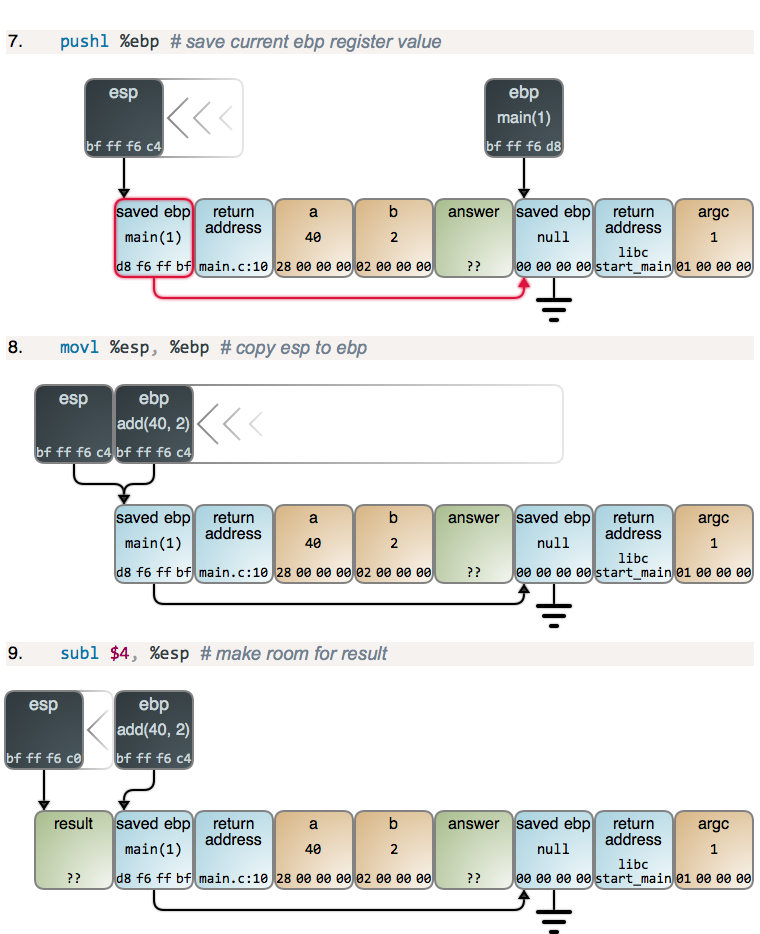 7. pushl %ebp # save current ebp register value
esp ebp
main(1)
bf ff f6 c4 bf ff f6 d8
saved ebp return address a b answer saved ebp return address argc
main(1) 40 2 null libc 1
d8 f6 ff bf main.c:10 28 00 00 00 02 00 00 00 ?? 00 00 00 00 start_main 01 00 00 00
8. movl %esp, %ebp # copy esp to ebp
esp ebp
add(40, 2)
bf ff f6 c4 bf ff f6 c4
saved ebp return address a b answer saved ebp return address argc
main(1) 40 2 null libc 1
d8 f6 ff bf main.c:10 28 00 00 00 02 00 00 00 ?? 00 00 00 00 start_main 01 00 00 00
9. subl $4, %esp # make room for result
esp ebp
add(40, 2)
bf ff f6 c0 bf ff f6 c4
result saved ebp return address a b answer saved ebp return address argc
main(1) 40 2 null libc 1
?? d8 f6 ff bf main.c:10 28 00 00 00 02 00 00 00 ?? 00 00 00 00 start_main 01 00 00 00